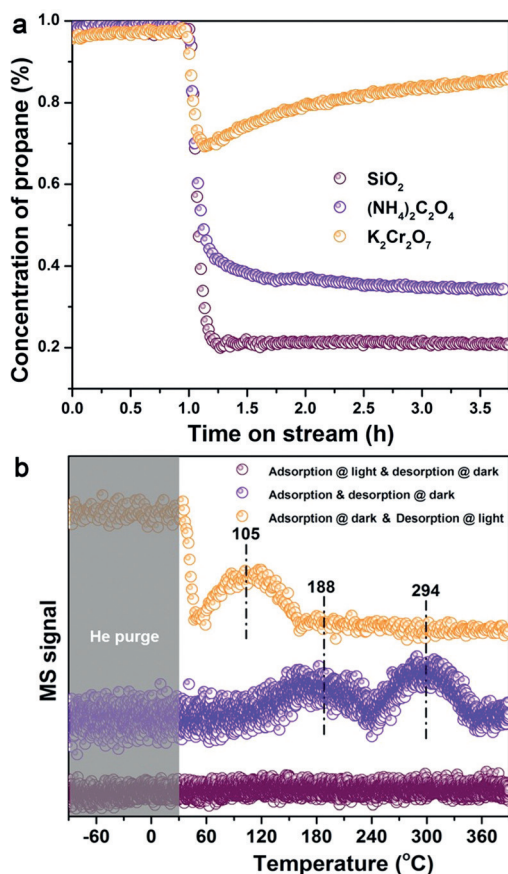 a
Concentration of propane (%)
1.0
0.8
0.6
0.4
0.2
SiO₂
(NH₄)₂C₂O₄
K₂Cr₂O₇
0.0 0.5 1.0 1.5 2.0 2.5 3.0 3.5
Time on stream (h)
b
MS signal
Adsorption @ light & desorption @ dark
Adsorption & desorption @ dark
Adsorption @ dark & Desorption @ light
105
188
294
He purge
-60 0 60 120 180 240 300 360
Temperature (°C)